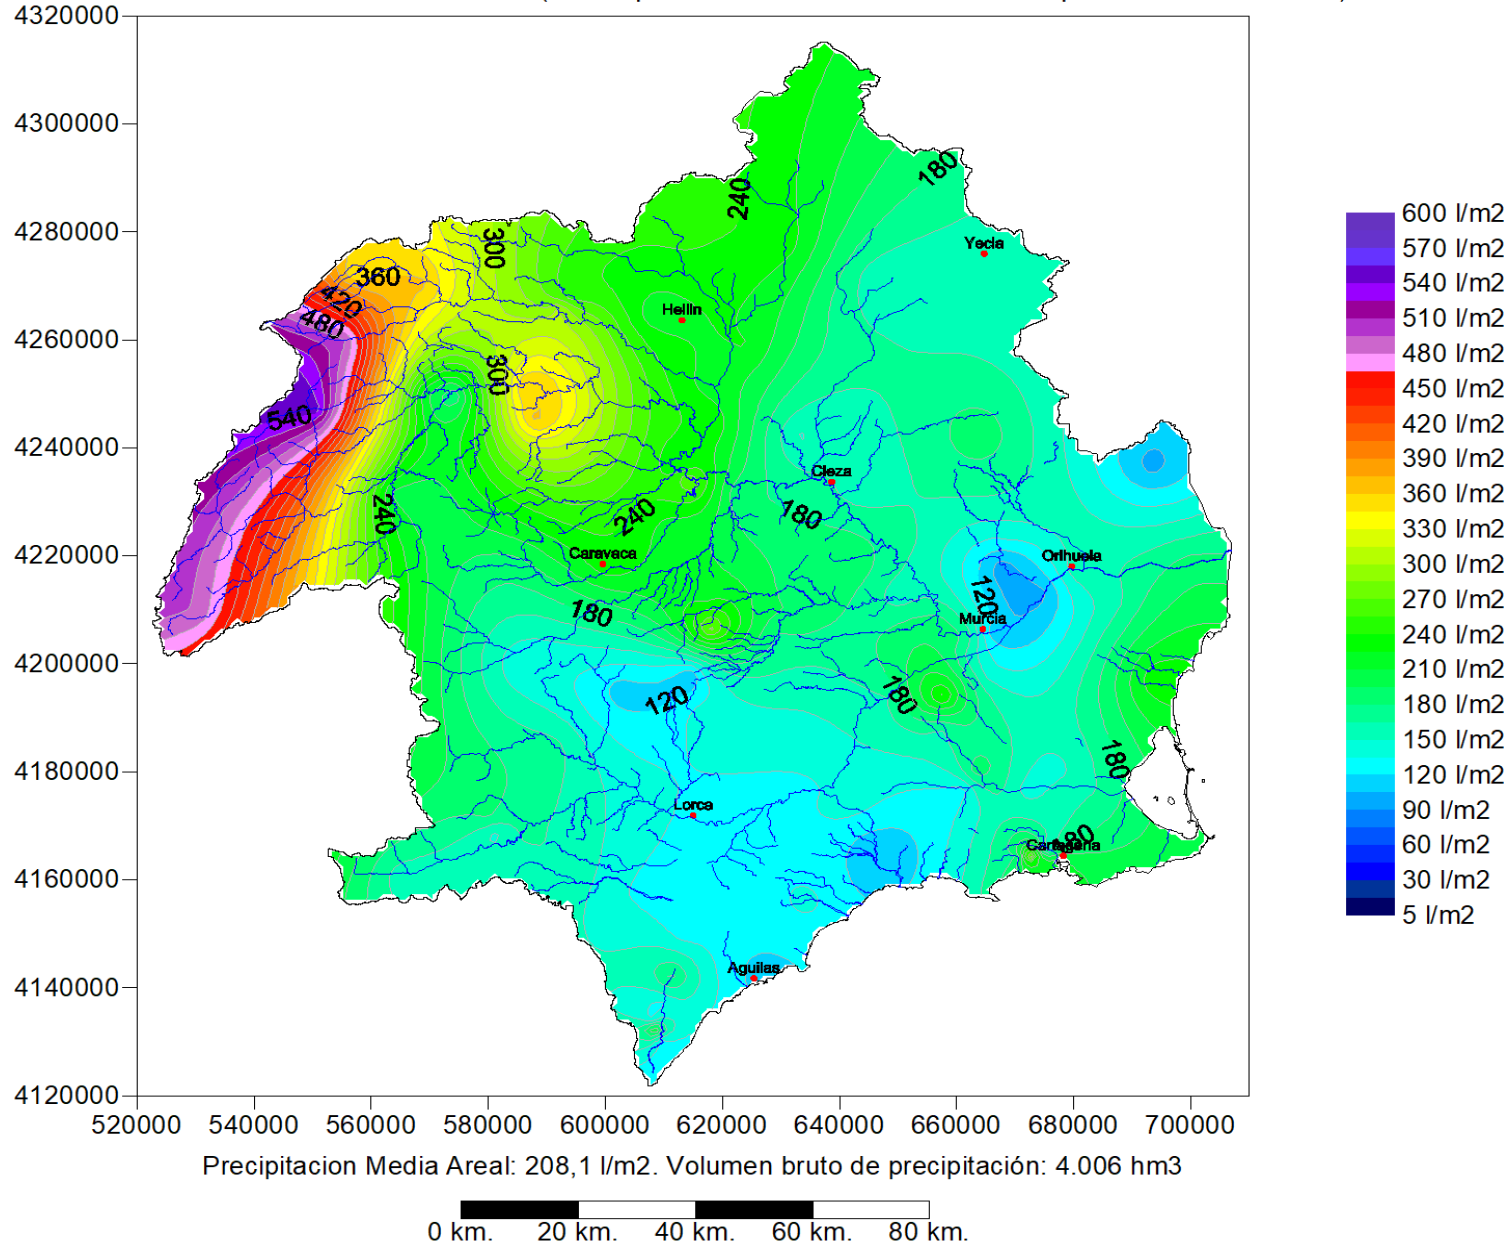 4320000
4300000
4280000
4260000
4240000
4220000
4200000
4180000
4160000
4140000
4120000
520000 540000 560000 580000 600000 620000 640000 660000 680000 700000
180
240
Yecla
300
360
420
480
Hellin
300
540
Cieza
240
240
180
Caravaca
Orihuela
120
180
Murcia
120
180
180
Lorca
180
Cartagena
Aguilas
600 l/m2
570 l/m2
540 l/m2
510 l/m2
480 l/m2
450 l/m2
420 l/m2
390 l/m2
360 l/m2
330 l/m2
300 l/m2
270 l/m2
240 l/m2
210 l/m2
180 l/m2
150 l/m2
120 l/m2
90 l/m2
60 l/m2
30 l/m2
5 l/m2
Precipitacion Media Areal: 208,1 l/m2. Volumen bruto de precipitación: 4.006 hm3
0 km. 20 km. 40 km. 60 km. 80 km.